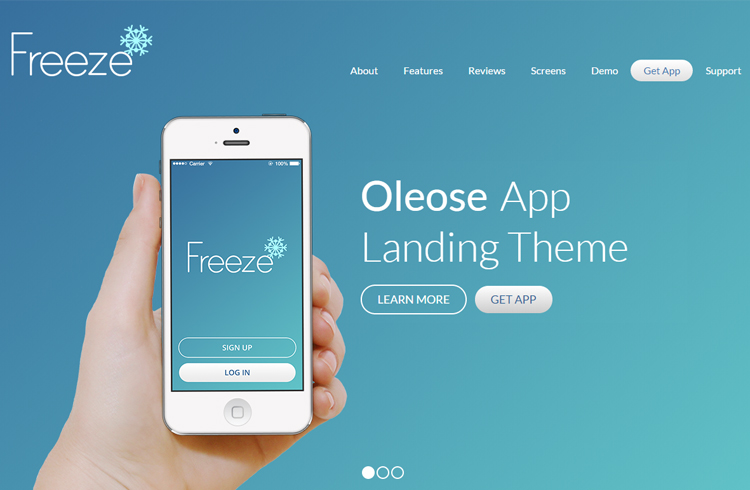 Freeze
About Features Reviews Screens Demo Get App Support
Carrier 100%
Freeze
SIGN UP
LOG IN
Oleose App
Landing Theme
LEARN MORE GET APP